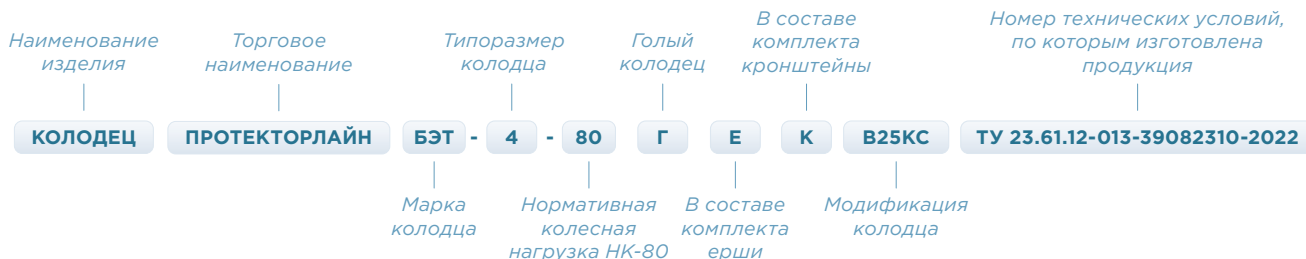 Наименование
изделия
Торговое
наименование
Типоразмер
колодца
Голый
колодец
В составе
комплекта
кронштейны
Номер технических условий,
по которым изготовлена
продукция
КОЛОДЕЦ ПРОТЕКТОРЛАЙН БЭТ - 4 - 80 Г Е К В25КС ТУ 23.61.12-013-39082310-2022
Марка
колодца
Нормативная
колесная
нагрузка НК-80
В составе
комплекта
ерши
Модификация
колодца